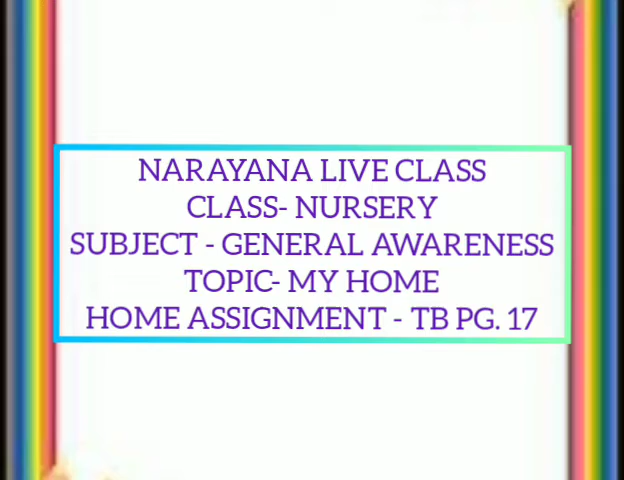 NARAYANA LIVE CLASS
CLASS- NURSERY
SUBJECT - GENERAL AWARENESS
TOPIC- MY HOME
HOME ASSIGNMENT - TB PG. 17